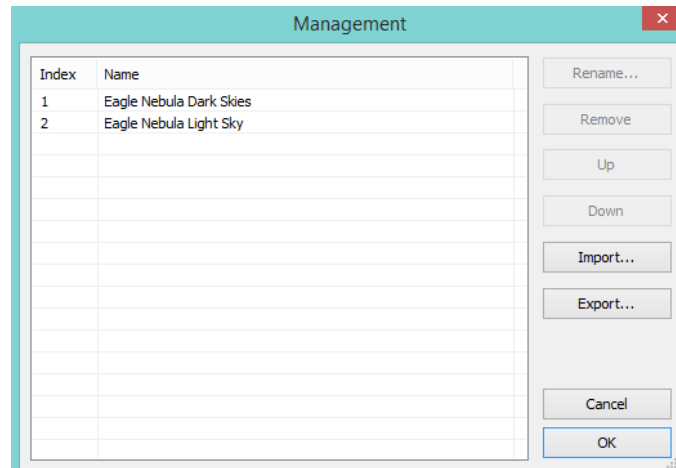 Management
Index Name
1 Eagle Nebula Dark Skies
2 Eagle Nebula Light Sky
Rename...
Remove
Up
Down
Import...
Export...
Cancel
OK